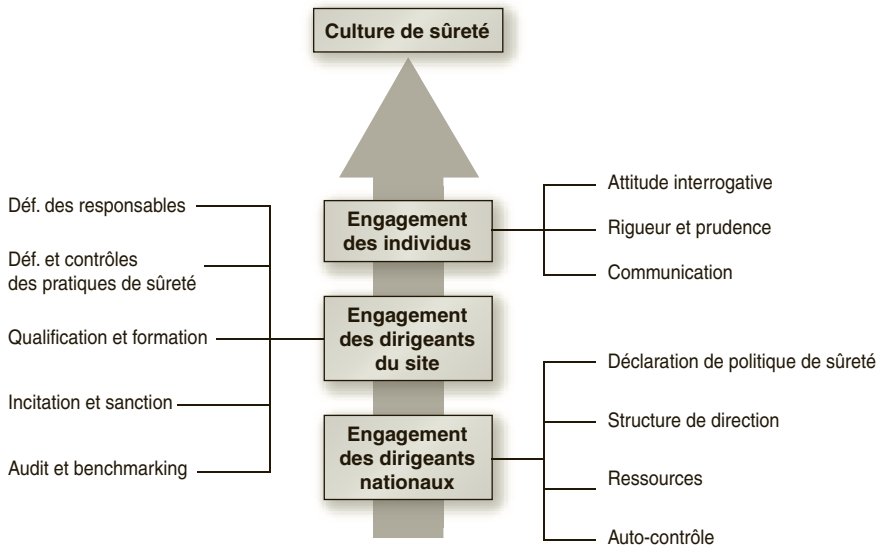 Culture de sûreté
Déf. des responsables
Déf. et contrôles
des pratiques de sûreté
Qualification et formation
Incitation et sanction
Audit et benchmarking
Engagement
des individus
Engagement
des dirigeants
du site
Engagement
des dirigeants
nationaux
Attitude interrogative
Rigueur et prudence
Communication
Déclaration de politique de sûreté
Structure de direction
Ressources
Auto-contrôle